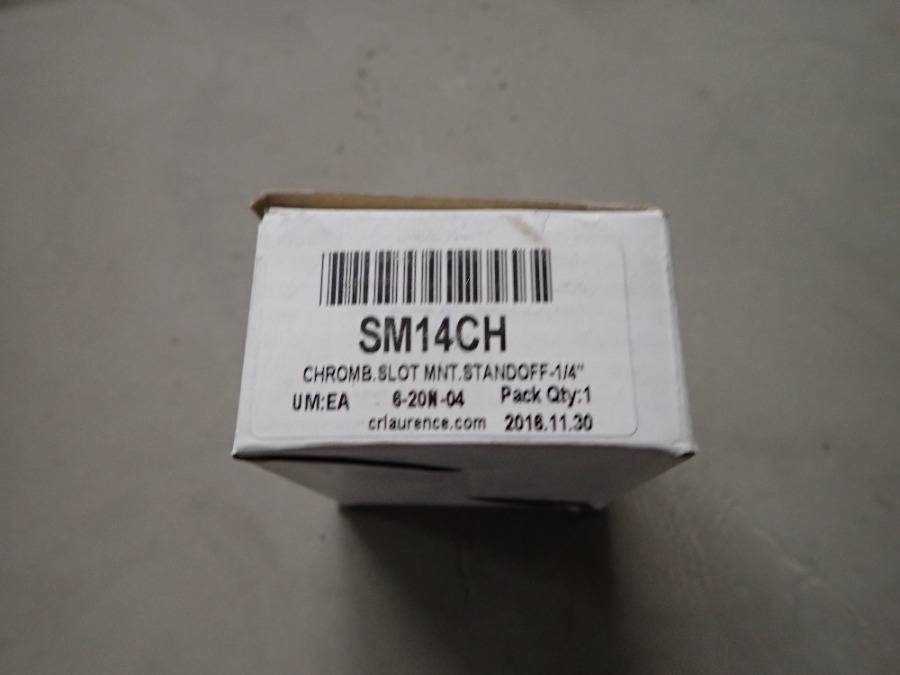 SM14CH
CHROMB.SLOT MNT.STANDOFF-1/4"
UM:EA 6-20N-04 Pack Qty:1
crlaurence.com 2016.11.30